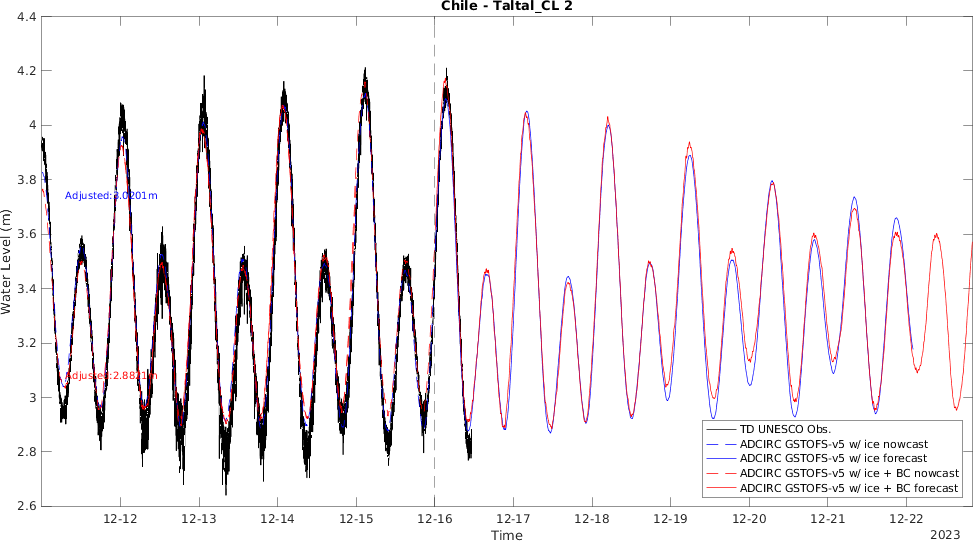 Chile - Taltal_CL 2
4.4
4.2
4
3.8
3.6
3.4
3.2
3
2.8
2.6
Water Level (m)
Adjusted:3.0201m
Adjusted:2.8821m
TD UNESCO Obs.
ADCIRC GSTOFS-v5 w/ ice nowcast
ADCIRC GSTOFS-v5 w/ ice forecast
ADCIRC GSTOFS-v5 w/ ice + BC nowcast
ADCIRC GSTOFS-v5 w/ ice + BC forecast
12-12 12-13 12-14 12-15 12-16 12-17 12-18 12-19 12-20 12-21 12-22
Time
2023